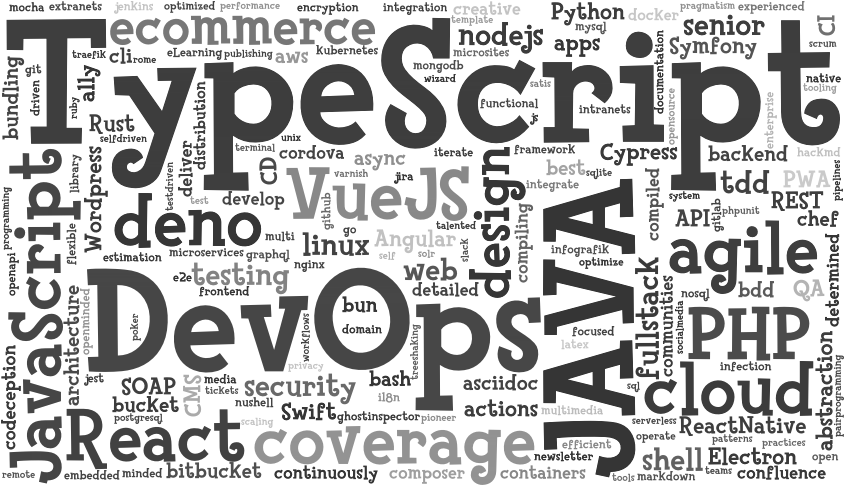 mocha
extranets
jenkins
optimized
performance
encryption
integration
creative
template
Python
docker
pragmatism
experienced
ecommerce
nodejs
mysql
senior
CI
scrum
traefik
cli
rome
eLearning
publishing
aws
Kubernetes
microsites
apps
Symfony
documentation
bundling
git
driven
ally
TypeScript
mongodb
wizard
satis
native
tooling
ruby
Rust
selfdriven
distribution
functional
js
intranets
opensource
enterprise
terminal
unix
deliver
CD
cordova
async
iterate
framework
Cypress
backend
hackmd
library
Wordpress
testdriven
test
varnish
jira
design
best
sqlite
integrate
system
tdd
PWA
pipelines
JavaScript
openapi
programming
flexible
develop
VueJS
github
talented
compiled
API
gitlab
phpunit
REST
chef
deno
multi
linux
go
Angular
self
solr
slack
compiling
JAVA
infografik
optimize
agile
estimation
microservices
graphql
nginx
web
e2e
testing
detailed
frontend
fullstack
communities
nosql
bdd
QA
determined
architecture
openminded
DevOps
poker
bun
domain
workflows
treeshaking
focused
latex
socialmedia
PHP
infection
privacy
codeception
jest
SOAP
CMS
media
tickets
security
bash
il8n
asciidoc
sql
cloud
abstraction
pairprogramming
bucket
postgresql
nushell
scaling
Swift
ghostinspector
pioneer
actions
multimedia
serverless
ReactNative
operate
patterns
practices
React
coverage
efficient
newsletter
shell
Electron
open
remote
embedded
minded
bitbucket
continuously
composer
containers
tools
markdown
teams
confluence